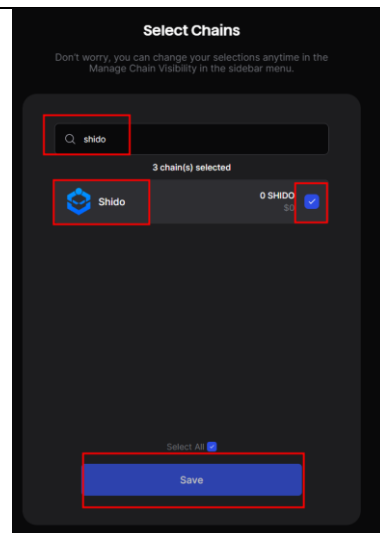 Select Chains
Don't worry, you can change your selections anytime in the
Manage Chain Visibility in the sidebar menu.
shido
3 chain(s) selected
Shido
0 SHIDO
$0
Select All
Save